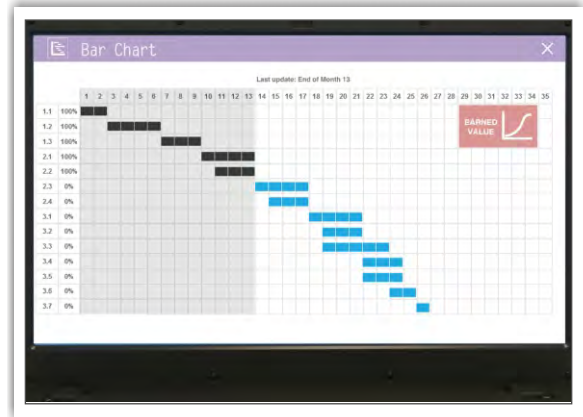 Bar Chart
Last update: End of Month 13
1 2 3 4 5 6 7 8 9 10 11 12 13 14 15 16 17 18 19 20 21 22 23 24 25 26 27 28 29 30 31 32 33 34 35
1.1 100%
1.2 100%
1.3 100%
2.1 100%
2.2 100%
2.3 0%
2.4 0%
3.1 0%
3.2 0%
3.3 0%
3.4 0%
3.5 0%
3.6 0%
3.7 0%
EARNED
VALUE